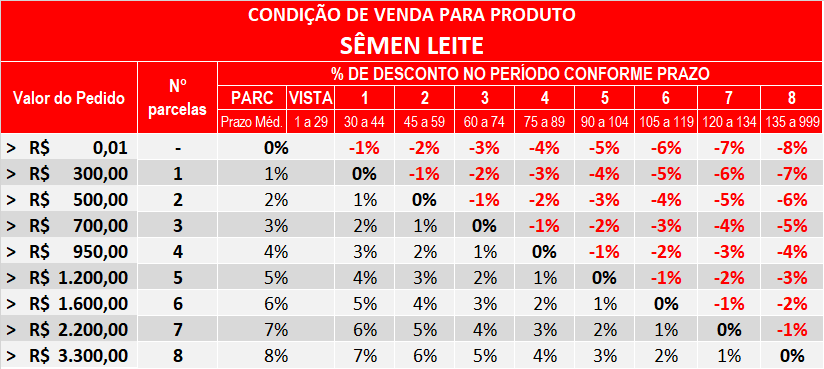 CONDIÇÃO DE VENDA PARA PRODUTO
SÊMEN LEITE
Valor do Pedido Nº parcelas % DE DESCONTO NO PERÍODO CONFORME PRAZO
PARC VISTA 1 2 3 4 5 6 7 8
Prazo Méd. 1 a 29 30 a 44 45 a 59 60 a 74 75 a 89 90 a 104 105 a 119 120 a 134 135 a 999
> R$ 0,01 - 0% -1% -2% -3% -4% -5% -6% -7% -8%
> R$ 300,00 1 1% 0% -1% -2% -3% -4% -5% -6% -7%
> R$ 500,00 2 2% 1% 0% -1% -2% -3% -4% -5% -6%
> R$ 700,00 3 3% 2% 1% 0% -1% -2% -3% -4% -5%
> R$ 950,00 4 4% 3% 2% 1% 0% -1% -2% -3% -4%
> R$ 1.200,00 5 5% 4% 3% 2% 1% 0% -1% -2% -3%
> R$ 1.600,00 6 6% 5% 4% 3% 2% 1% 0% -1% -2%
> R$ 2.200,00 7 7% 6% 5% 4% 3% 2% 1% 0% -1%
> R$ 3.300,00 8 8% 7% 6% 5% 4% 3% 2% 1% 0%